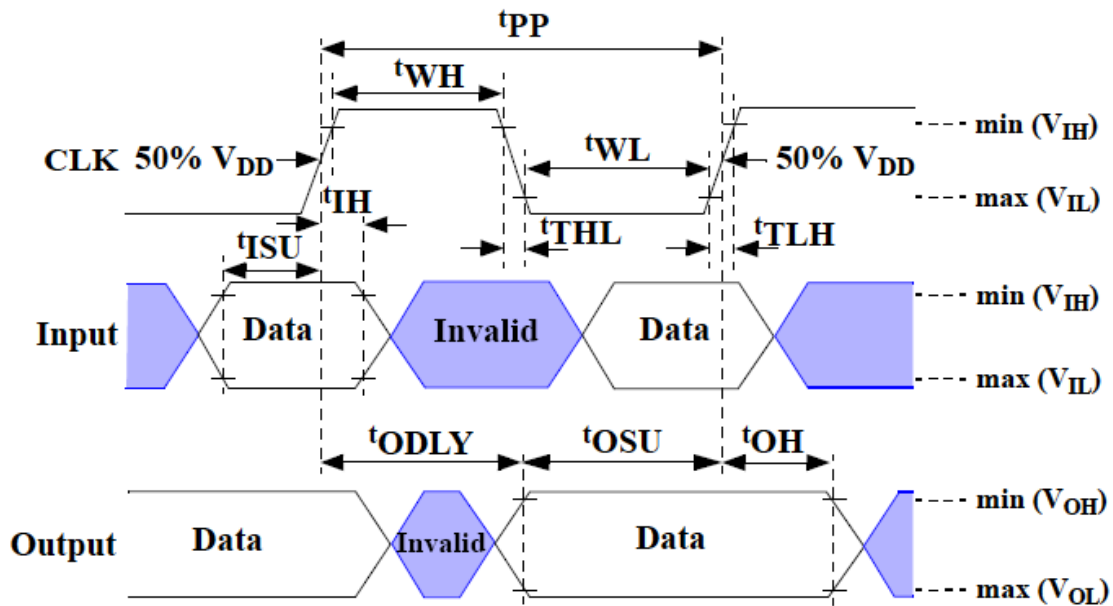 tPP
tWH
min (VIH)
CLK 50% VDD
tWL
50% VDD
tIH
max (VIL)
tISU
tTHL
tTLH
min (VIH)
Input
Data
Invalid
Data
max (VIL)
tODLY
tOSU
tOH
min (VOH)
Output
Data
Invalid
Data
max (VOL)